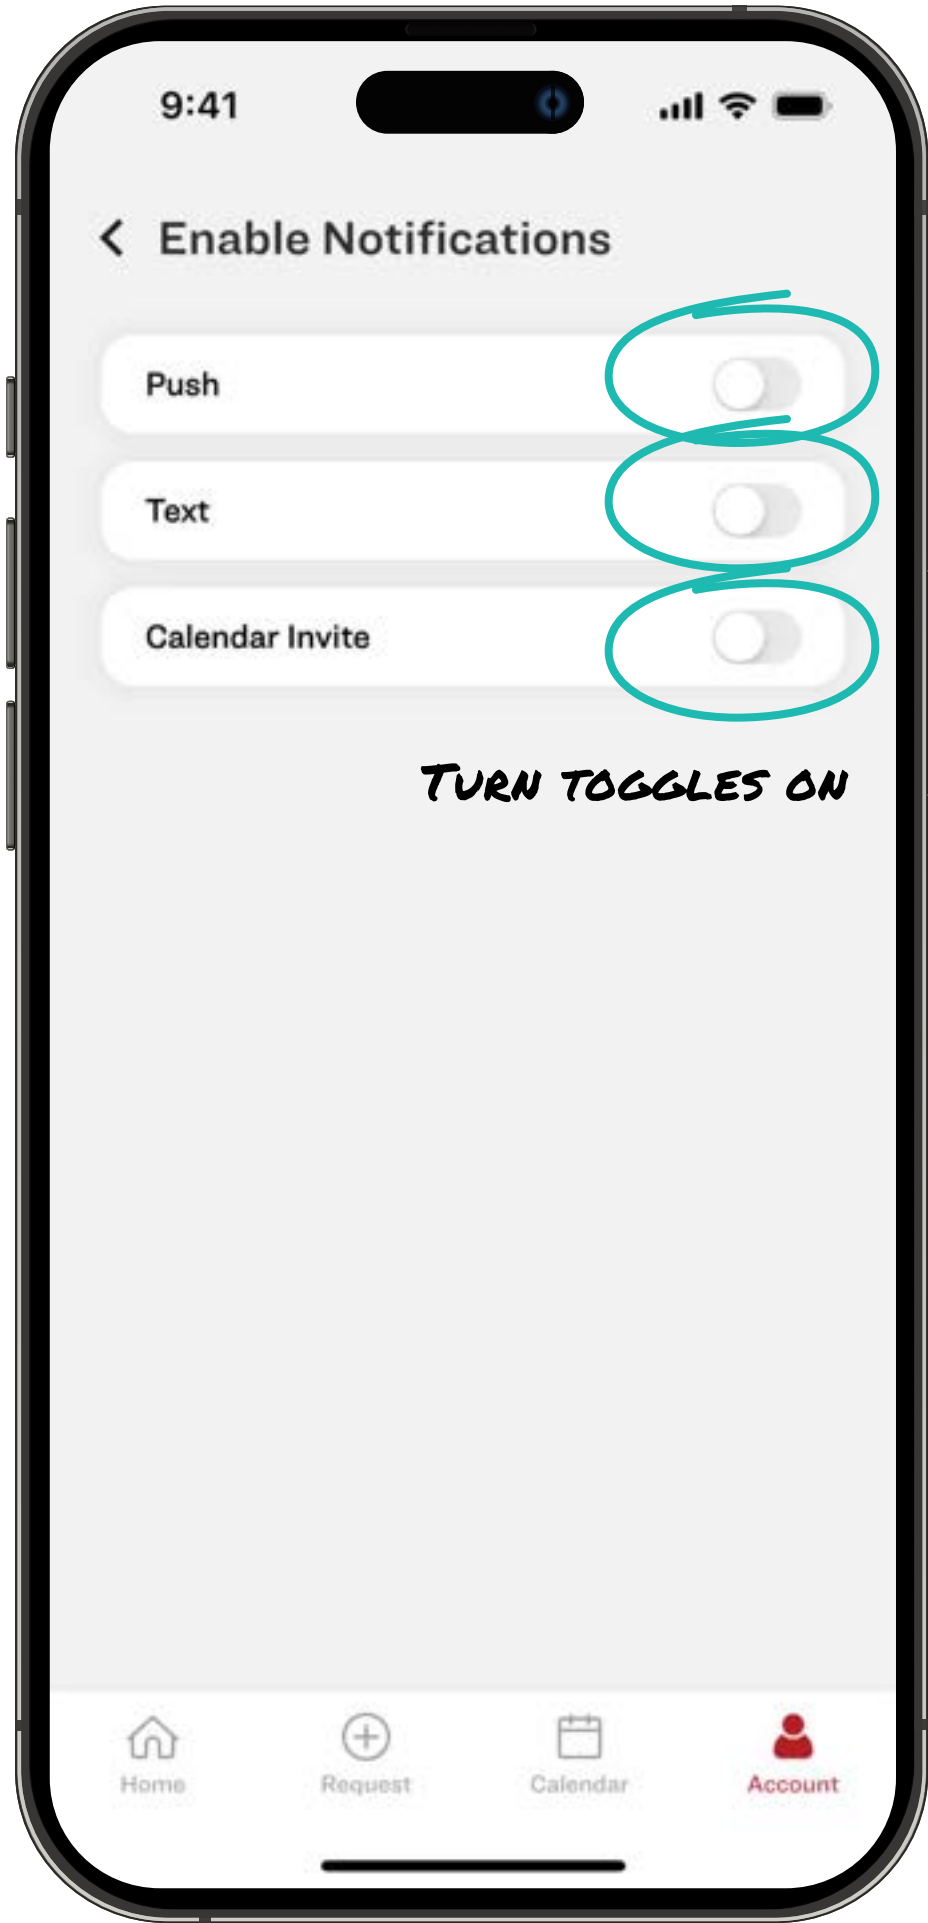 9:41
Enable Notifications
Push
Text
Calendar Invite
TURN TOGGLES ON
Home
Request
Calendar
Account